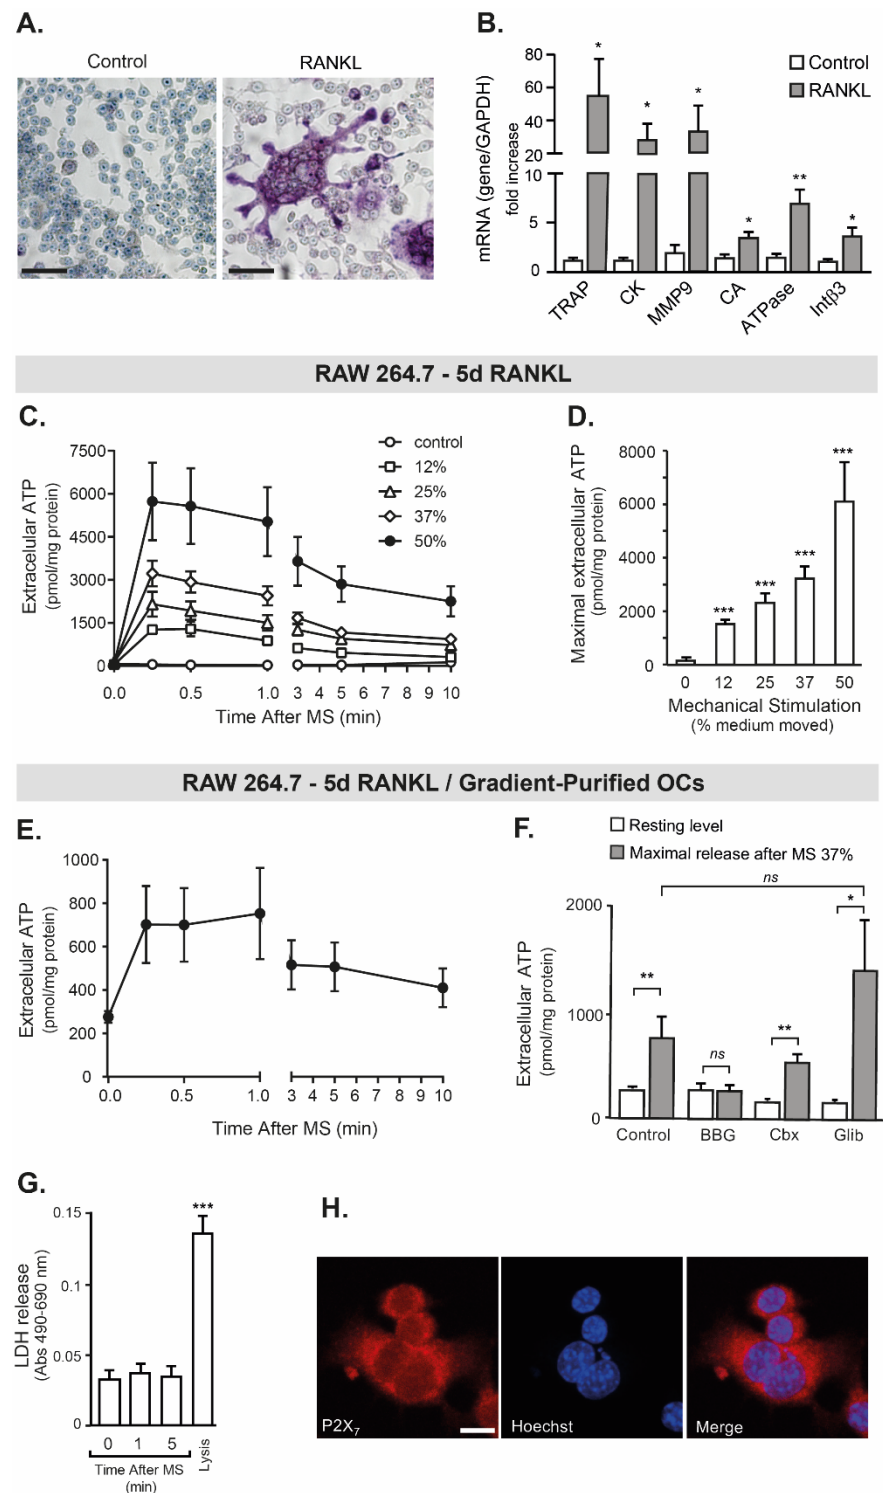 A.
Control
RANKL
B.
mRNA (gene/GAPDH)
fold increase
80
60
40
20
10
5
0
*
*
*
*
**
*
Control
RANKL
TRAP
CK
MMP9
CA
ATPase
Intβ3
RAW 264.7 - 5d RANKL
C.
Extracelular ATP
(pmol/mg protein)
7500
6000
4500
3000
1500
0
control
12%
25%
37%
50%
0.0
0.5
1.0
3 4 5 6 7 8 9 10
Time After MS (min)
D.
Maximal extracellular ATP
(pmol/mg protein)
8000
6000
4000
2000
0
***
***
***
***
0 12 25 37 50
Mechanical Stimulation
(% medium moved)
RAW 264.7 - 5d RANKL / Gradient-Purified OCs
E.
Extracellular ATP
(pmol/mg protein)
1000
800
600
400
200
0
0.0
0.5
1.0
3 4 5 6 7 8 9 10
Time After MS (min)
F.
Resting level
Maximal release after MS 37%
Extracellular ATP
(pmol/mg protein)
2000
1000
0
ns
**
ns
**
*
Control
BBG
Cbx
Glib
G.
LDH release
(Abs 490-690 nm)
0.15
0.1
0.05
0
***
0 1 5
Lysis
Time After MS
(min)
H.
P2X₇
Hoechst
Merge